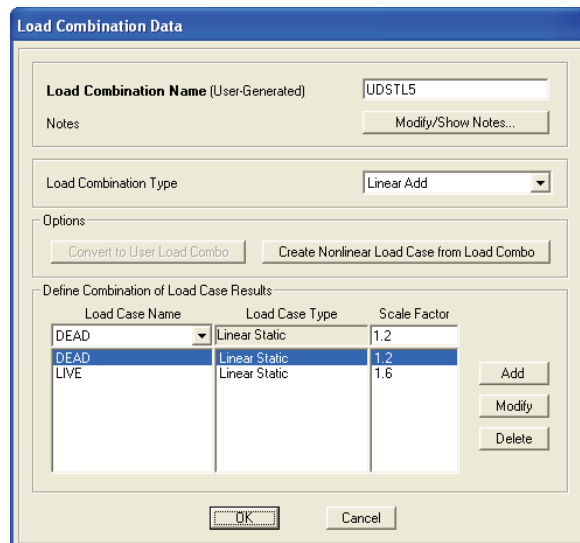 Load Combination Data
Load Combination Name (User-Generated) UDSTL5
Notes Modify/Show Notes...
Load Combination Type Linear Add
Options
Convert to User Load Combo Create Nonlinear Load Case from Load Combo
Define Combination of Load Case Results
Load Case Name Load Case Type Scale Factor
DEAD Linear Static 1.2
DEAD Linear Static 1.2
LIVE Linear Static 1.6
Add
Modify
Delete
OK Cancel